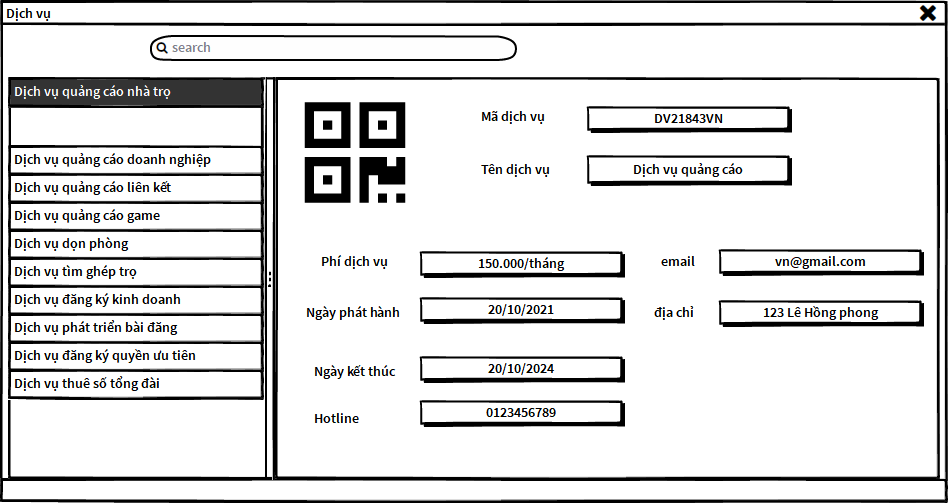 Dịch vụ
search
Dịch vụ quảng cáo nhà trọ
Dịch vụ quảng cáo doanh nghiệp
Dịch vụ quảng cáo liên kết
Dịch vụ quảng cáo game
Dịch vụ dọn phòng
Dịch vụ tìm ghép trọ
Dịch vụ đăng ký kinh doanh
Dịch vụ phát triển bài đăng
Dịch vụ đăng ký quyền ưu tiên
Dịch vụ thuê số tổng đài
Mã dịch vụ DV21843VN
Tên dịch vụ Dịch vụ quảng cáo
Phí dịch vụ 150.000/tháng email vn@gmail.com
Ngày phát hành 20/10/2021 địa chỉ 123 Lê Hồng phong
Ngày kết thúc 20/10/2024
Hotline 0123456789